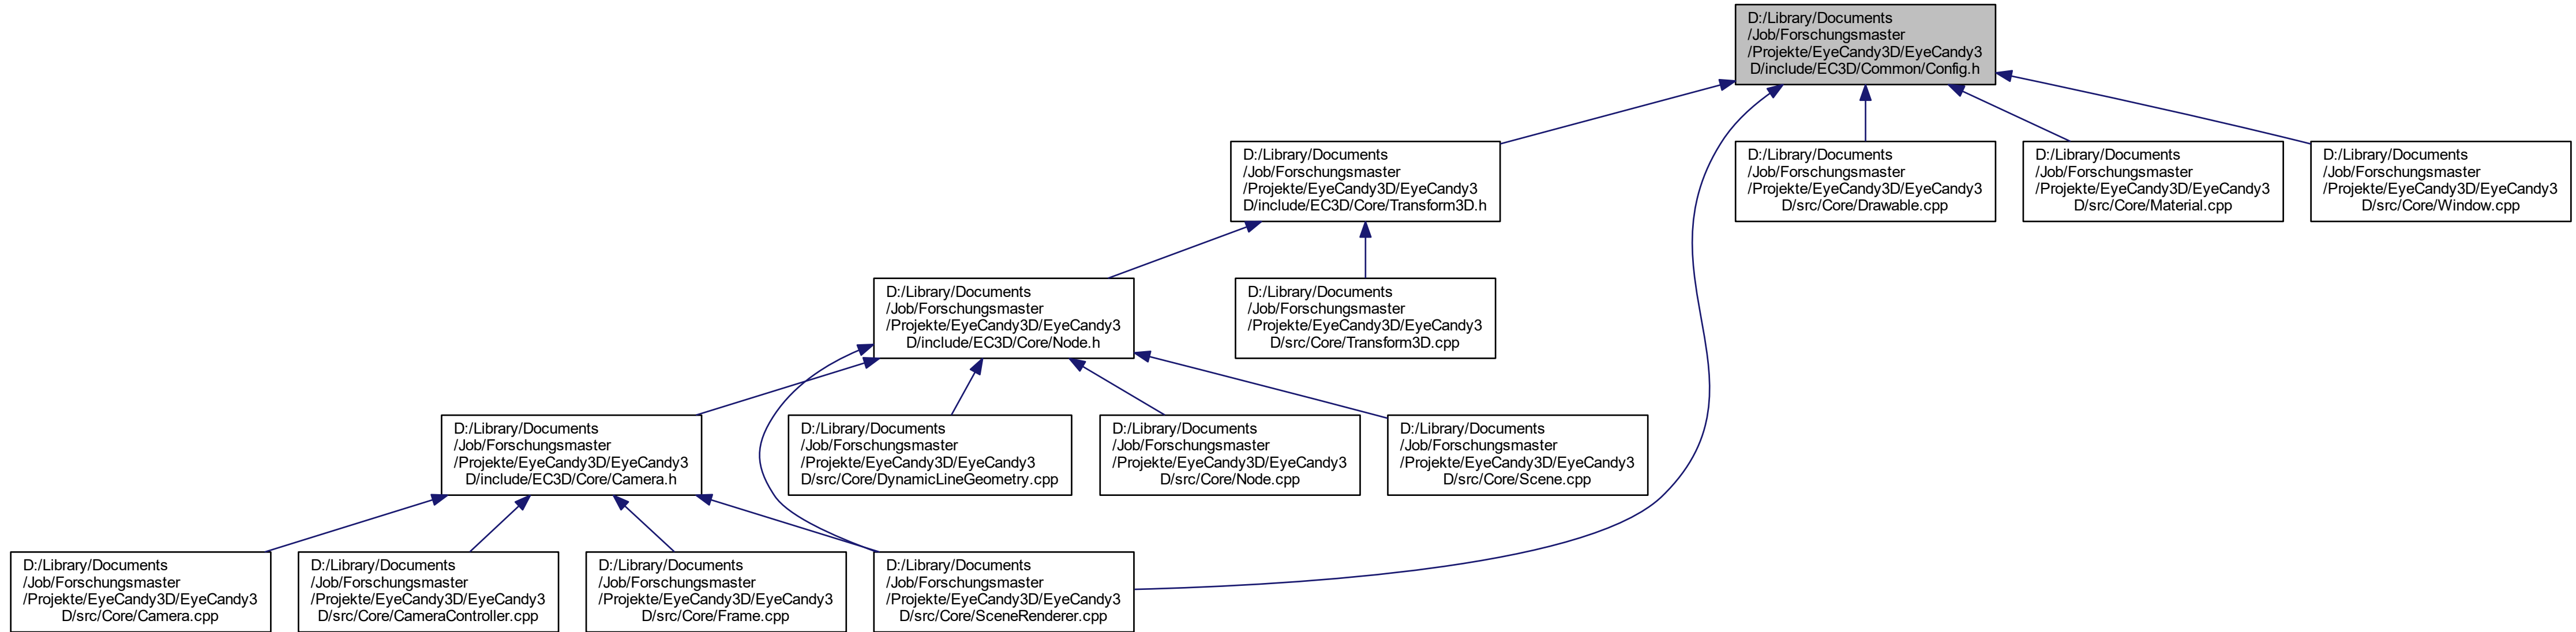 D:/Library/Documents
/Job/Forschungsmaster
/Projekte/EyeCandy3D/EyeCandy3
D/include/EC3D/Common/Config.h
D:/Library/Documents
/Job/Forschungsmaster
/Projekte/EyeCandy3D/EyeCandy3
D/include/EC3D/Core/Transform3D.h
D:/Library/Documents
/Job/Forschungsmaster
/Projekte/EyeCandy3D/EyeCandy3
D/src/Core/Drawable.cpp
D:/Library/Documents
/Job/Forschungsmaster
/Projekte/EyeCandy3D/EyeCandy3
D/src/Core/Material.cpp
D:/Library/Documents
/Job/Forschungsmaster
/Projekte/EyeCandy3D/EyeCandy3
D/src/Core/Window.cpp
D:/Library/Documents
/Job/Forschungsmaster
/Projekte/EyeCandy3D/EyeCandy3
D/include/EC3D/Core/Node.h
D:/Library/Documents
/Job/Forschungsmaster
/Projekte/EyeCandy3D/EyeCandy3
D/src/Core/Transform3D.cpp
D:/Library/Documents
/Job/Forschungsmaster
/Projekte/EyeCandy3D/EyeCandy3
D/include/EC3D/Core/Camera.h
D:/Library/Documents
/Job/Forschungsmaster
/Projekte/EyeCandy3D/EyeCandy3
D/src/Core/DynamicLineGeometry.cpp
D:/Library/Documents
/Job/Forschungsmaster
/Projekte/EyeCandy3D/EyeCandy3
D/src/Core/Node.cpp
D:/Library/Documents
/Job/Forschungsmaster
/Projekte/EyeCandy3D/EyeCandy3
D/src/Core/Scene.cpp
D:/Library/Documents
/Job/Forschungsmaster
/Projekte/EyeCandy3D/EyeCandy3
D/src/Core/Camera.cpp
D:/Library/Documents
/Job/Forschungsmaster
/Projekte/EyeCandy3D/EyeCandy3
D/src/Core/CameraController.cpp
D:/Library/Documents
/Job/Forschungsmaster
/Projekte/EyeCandy3D/EyeCandy3
D/src/Core/Frame.cpp
D:/Library/Documents
/Job/Forschungsmaster
/Projekte/EyeCandy3D/EyeCandy3
D/src/Core/SceneRenderer.cpp